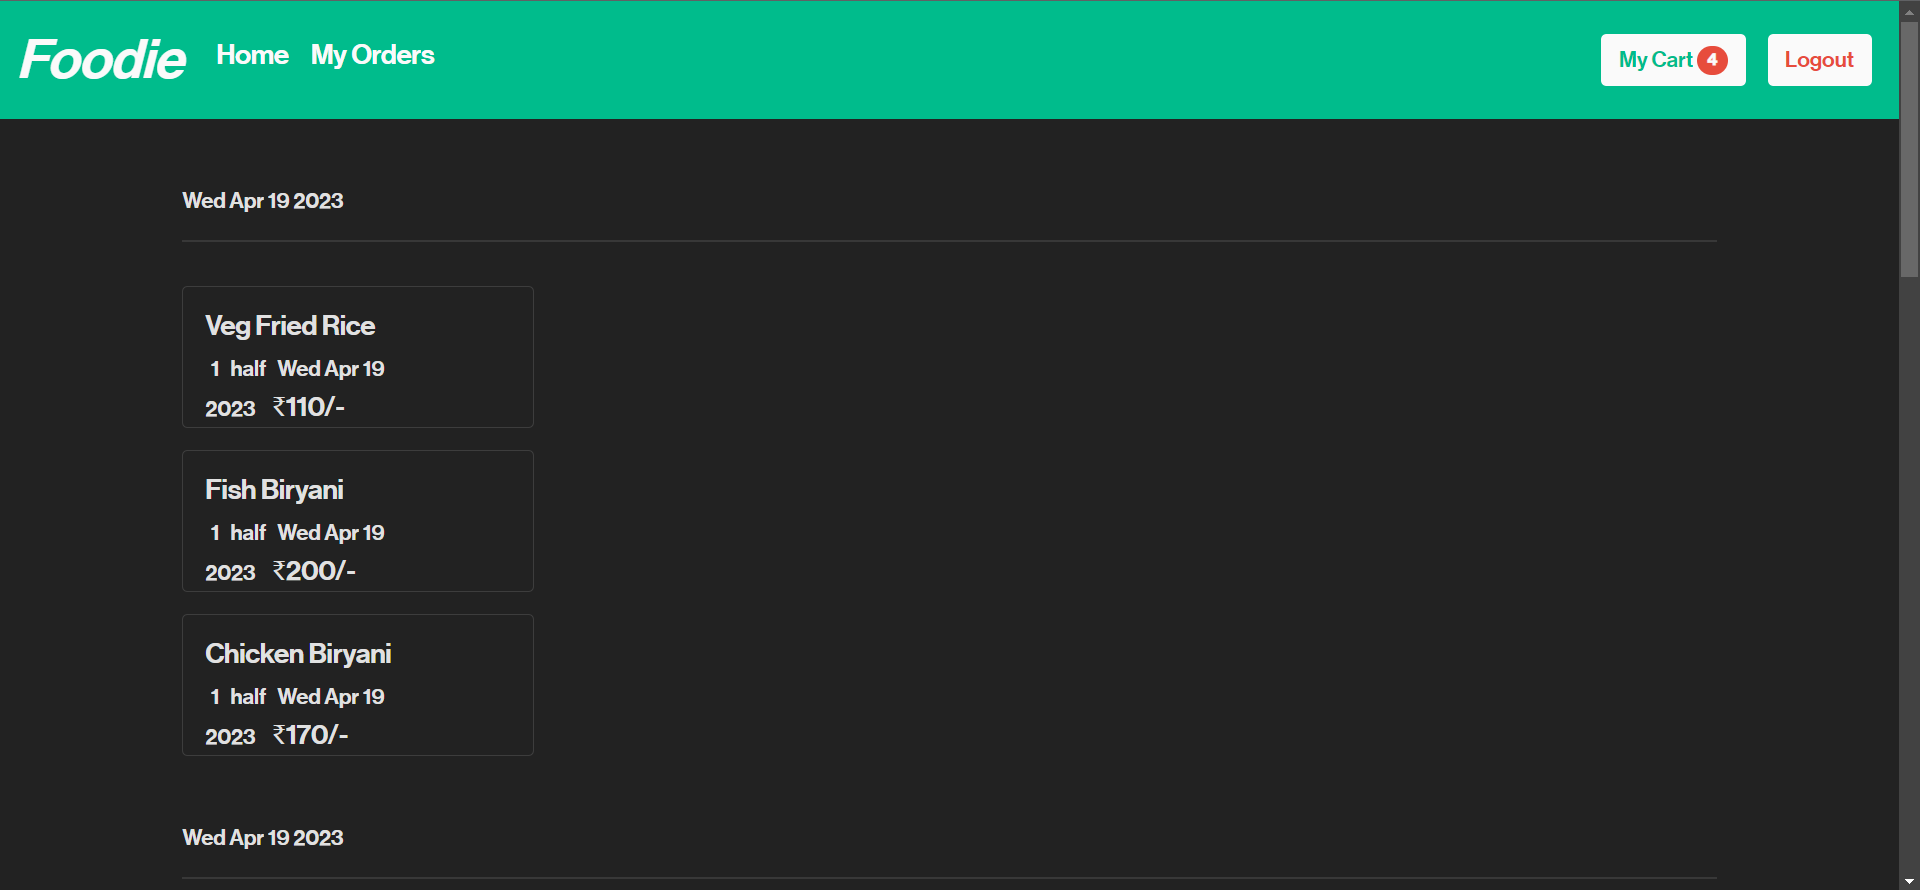 Foodie Home My Orders My Cart 4 Logout
Wed Apr 19 2023
Veg Fried Rice
1 half Wed Apr 19
2023 ₹110/-
Fish Biryani
1 half Wed Apr 19
2023 ₹200/-
Chicken Biryani
1 half Wed Apr 19
2023 ₹170/-
Wed Apr 19 2023